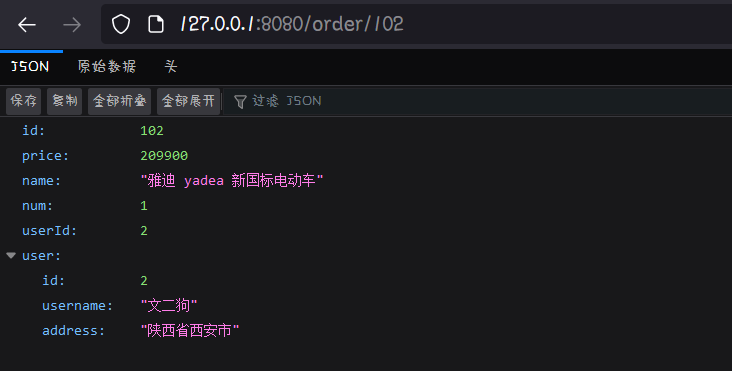 127.0.0.1:8080/order/102
JSON 原始数据 头
保存 复制 全部折叠 全部展开 过滤 JSON
id: 102
price: 209900
name: "雅迪 yadea 新国标电动车"
num: 1
userId: 2
user:
id: 2
username: "文二狗"
address: "陕西省西安市"